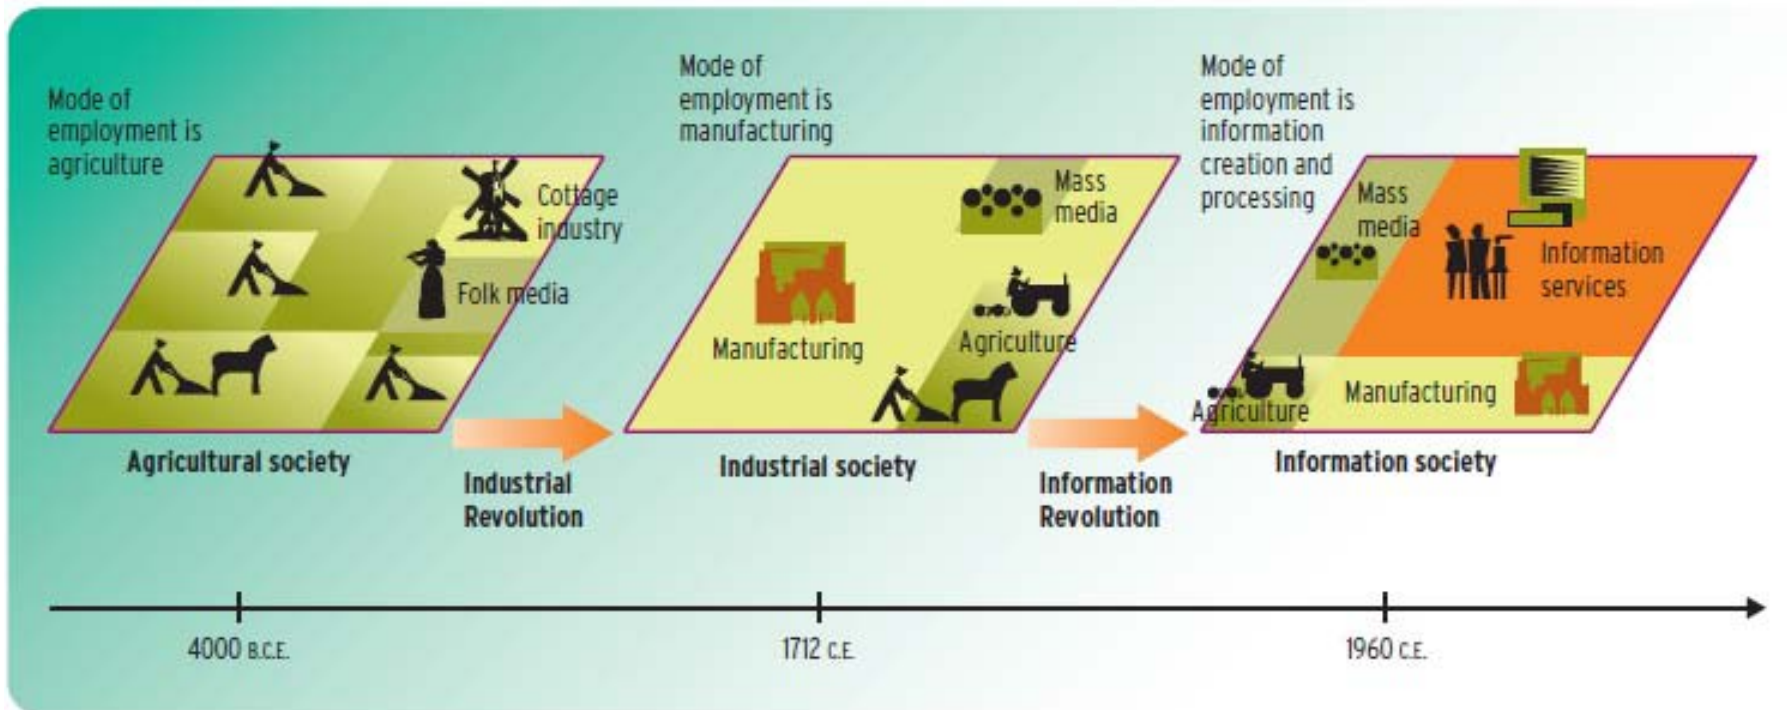 Mode of
employment is
agriculture
Cottage
industry
Folk media
Agricultural society
Industrial
Revolution
Mode of
employment is
manufacturing
Mass
media
Manufacturing
Agriculture
Industrial society
Information
Revolution
Mode of
employment is
information
creation and
processing
Mass
media
Information
services
Agriculture
Manufacturing
Information society
4000 B.C.E.
1712 C.E.
1960 C.E.